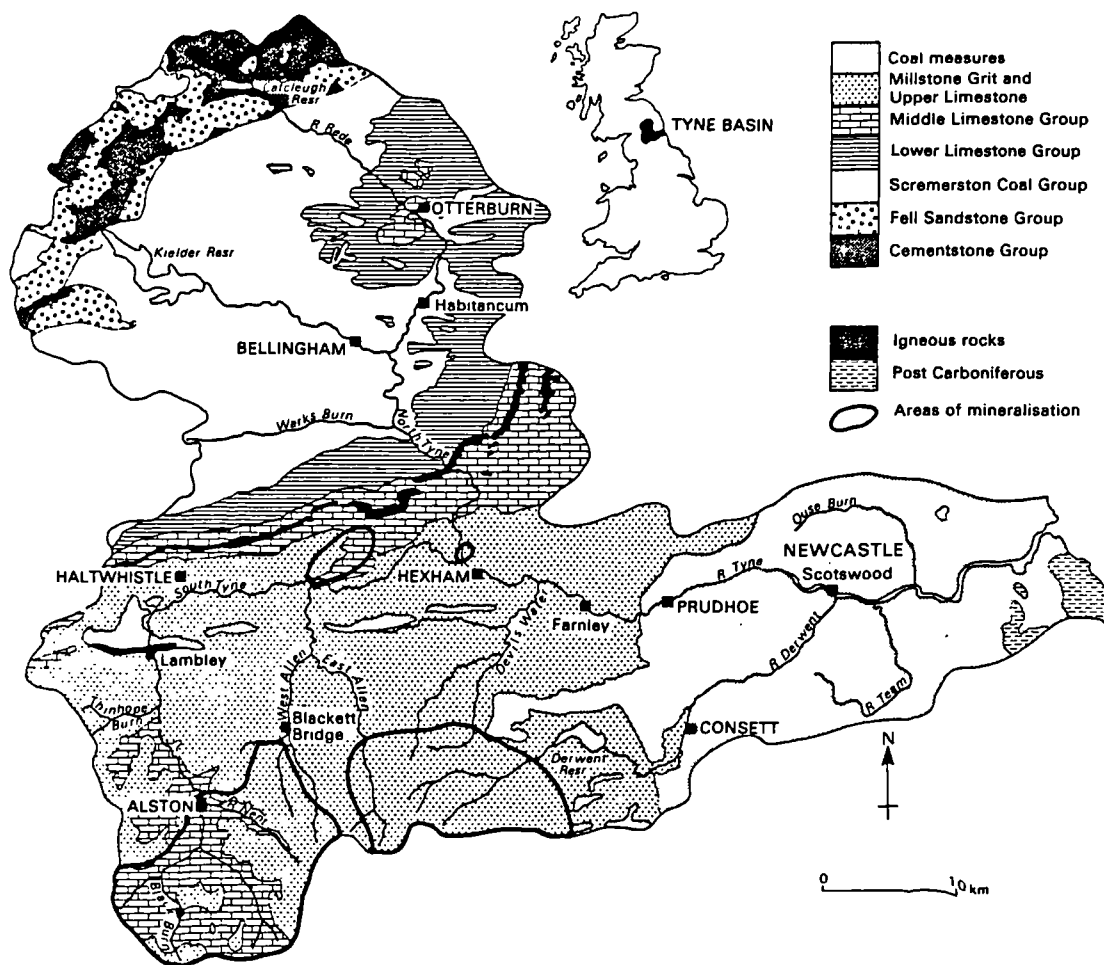 Catcleugh
Resr
R Rede
OTTERBURN
Kielder Resr
Habitancum
BELLINGHAM
Warks Burn
North Tyne
TYNE BASIN
Coal measures
Millstone Grit and
Upper Limestone
Middle Limestone Group
Lower Limestone Group
Scremerston Coal Group
Fell Sandstone Group
Cementstone Group
Igneous rocks
Post Carboniferous
Areas of mineralisation
Ouse Burn
NEWCASTLE
Scotswood
HALTWHISTLE
South Tyne
HEXHAM
R Tyne
PRUDHOE
Farnley
Devil's Water
R Derwent
R Team
Lambley
West Allen
East Allen
Thinhope
Burn
Blackett
Bridge
CONSETT
Derwent
Resr
N
ALSTON
R Nent
Black Burn
0 10 km